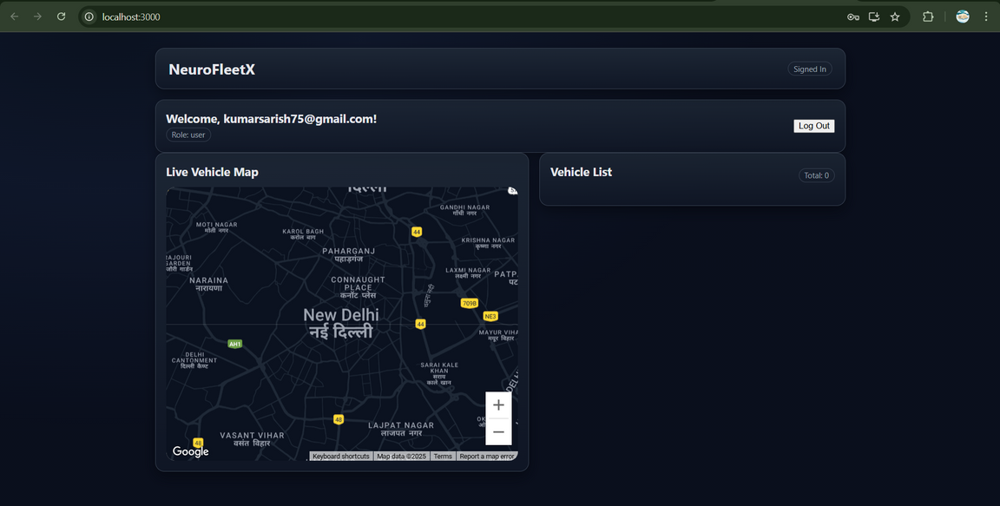 localhost:3000
NeuroFleetX
Signed In
Welcome, kumarsarish75@gmail.com!
Role: user
Log Out
Live Vehicle Map
Vehicle List
Total: 0
दिल्ली
GANDHI NAGAR
गाँधी नगर
MOTI NAGAR
मोती नगर
KAROL BAGH
करोल बाग
44
KRISHNA NAGAR
कृष्णा नगर
PAHARGANJ
पहाड़गंज
RAJOURI
GARDEN
जौरी गार्डन
LAXMI NAGAR
लक्ष्मी नगर
PATP
पट
NARAINA
नारायणा
CONNAUGHT
PLACE
कनॉट प्लेस
यमुना नदी
709B
New Delhi
नई दिल्ली
NE3
44
MAYUR VIHA
मयूर विहार
AH1
DELHI
CANTONMENT
दिल्ली कैण्ट
SARAI KALE
KHAN
सराय
काले खान
DEL
48
LAJPAT NAGAR
लाजपत नगर
VASANT VIHAR
वसंत विहार
48
Google
Keyboard shortcuts
Map data ©2025
Terms
Report a map error